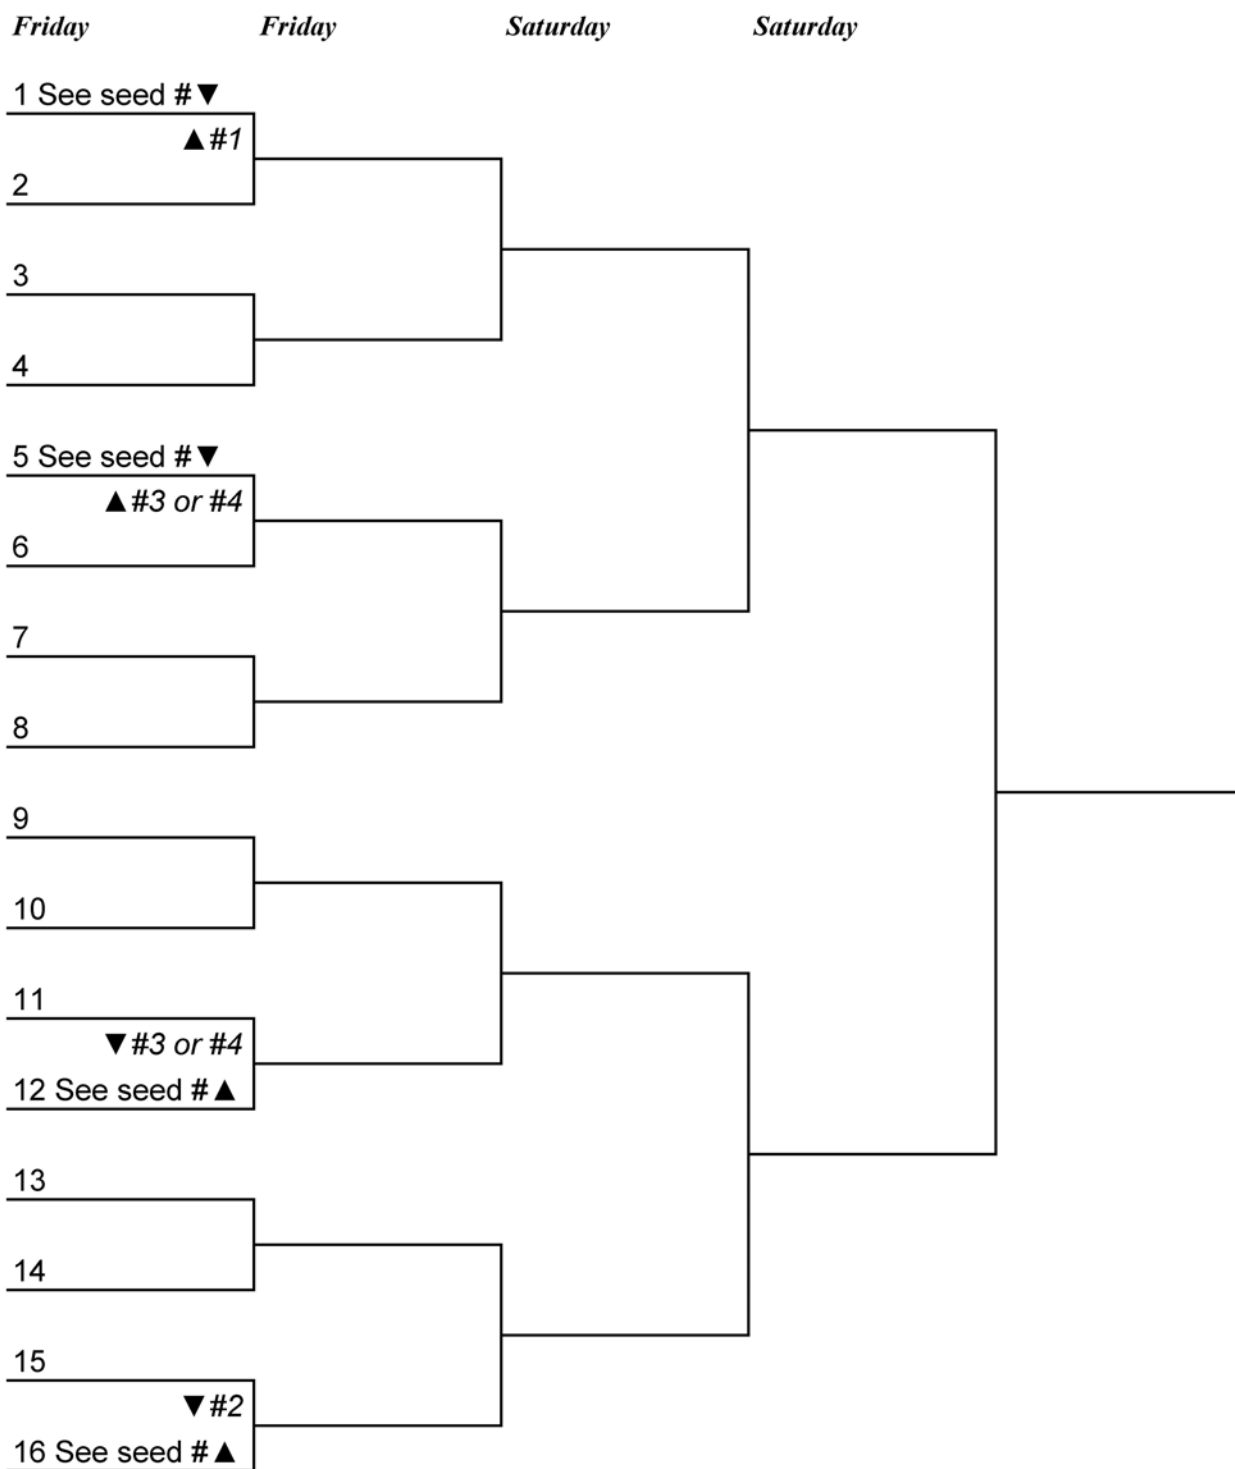 Friday Friday Saturday Saturday
1 See seed #▼
▲#1
2
3
4
5 See seed #▼
▲#3 or #4
6
7
8
9
10
11
▼#3 or #4
12 See seed #▲
13
14
15
▼#2
16 See seed #▲